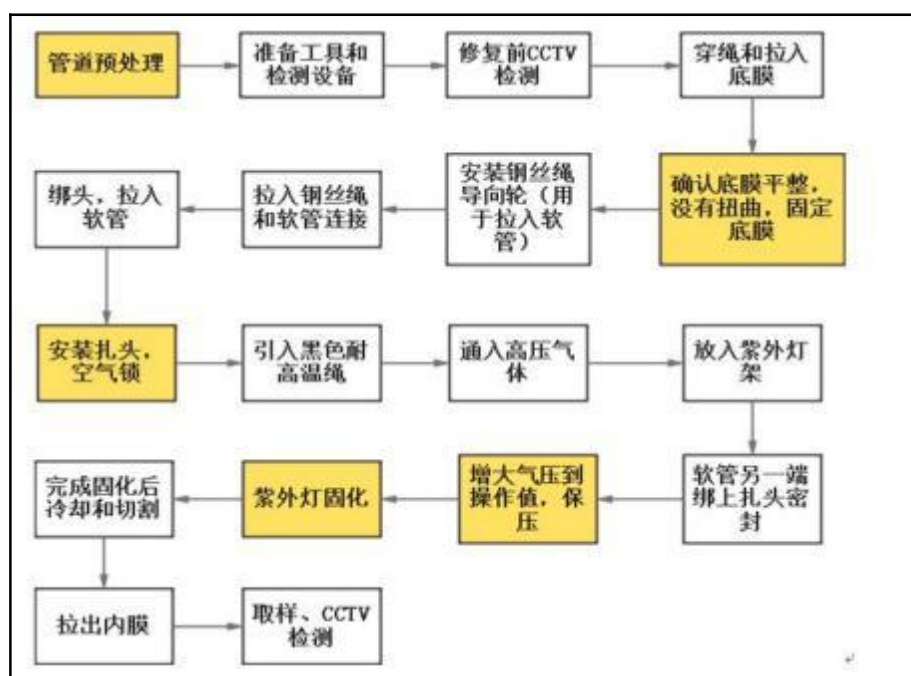 管道预处理
准备工具和
检测设备
修复前CCTV
检测
穿绳和拉入
底膜
确认底膜平整，
没有扭曲，固定
底膜
安装钢丝绳
导向轮（用
于拉入软
管）
拉入钢丝绳
和软管连接
绑头，拉入
软管
安装扎头，
空气锁
引入黑色耐
高温绳
通入高压气
体
放入紫外灯
架
软管另一端
绑上扎头密
封
增大气压到
操作值，保
压
紫外灯固化
完成固化后
冷却和切割
拉出内膜
取样、CCTV
检测